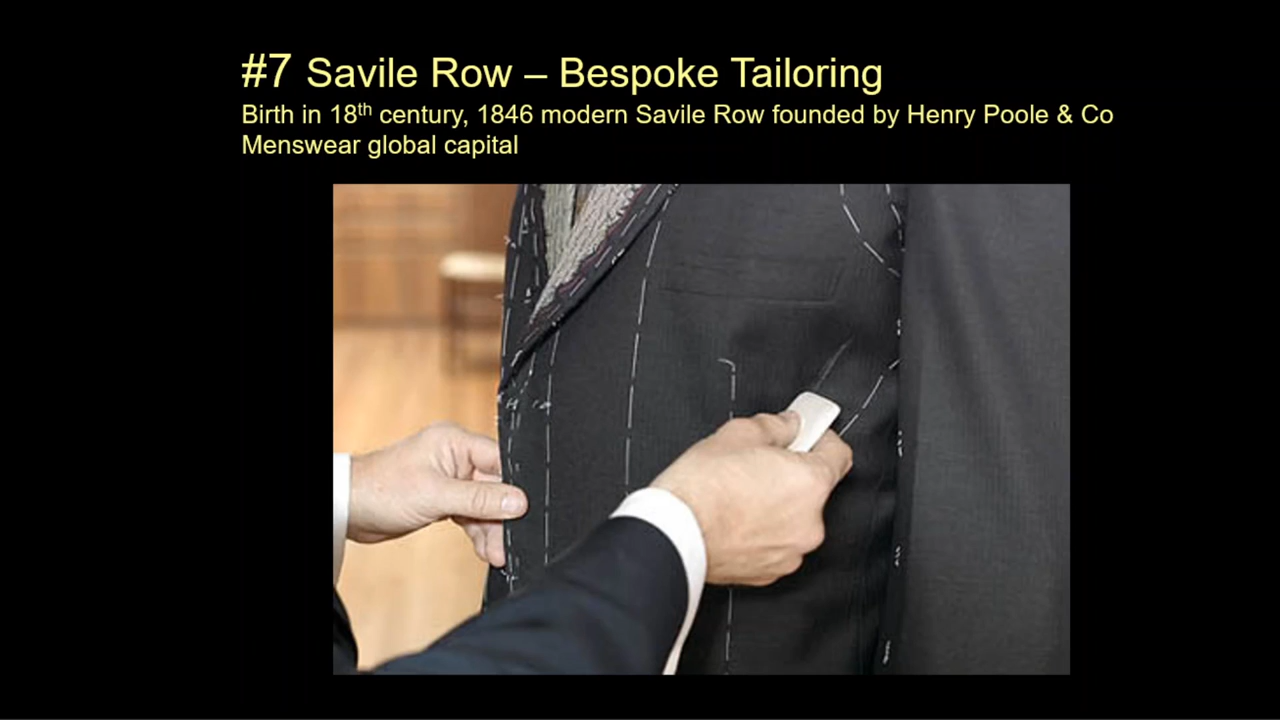 #7 Savile Row – Bespoke Tailoring
Birth in 18th century, 1846 modern Savile Row founded by Henry Poole & Co
Menswear global capital